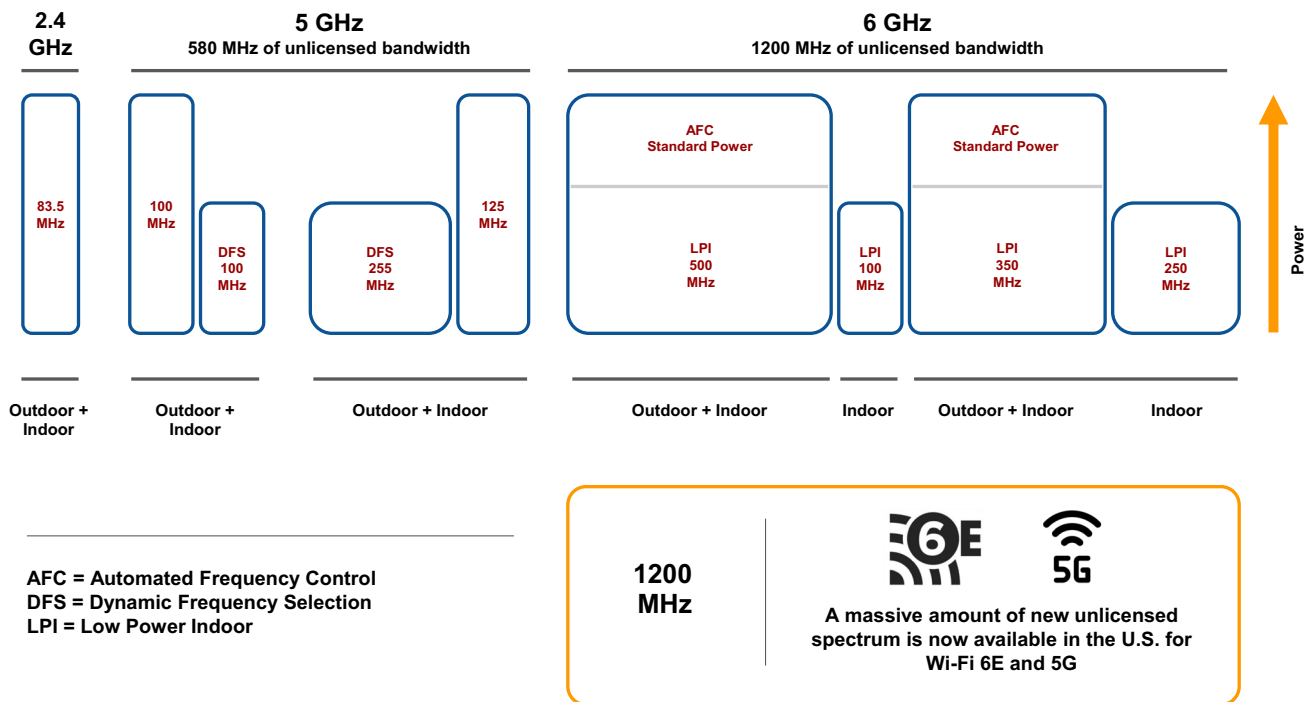 2.4
GHz
5 GHz
580 MHz of unlicensed bandwidth
6 GHz
1200 MHz of unlicensed bandwidth
83.5
MHz
100
MHz
DFS
100
MHz
DFS
255
MHz
125
MHz
AFC
Standard Power
LPI
500
MHz
LPI
100
MHz
AFC
Standard Power
LPI
350
MHz
LPI
250
MHz
Power
Outdoor +
Indoor
Outdoor +
Indoor
Outdoor + Indoor
Outdoor + Indoor
Indoor
Outdoor + Indoor
Indoor
AFC = Automated Frequency Control
DFS = Dynamic Frequency Selection
LPI = Low Power Indoor
1200
MHz
6E
5G
A massive amount of new unlicensed
spectrum is now available in the U.S. for
Wi-Fi 6E and 5G